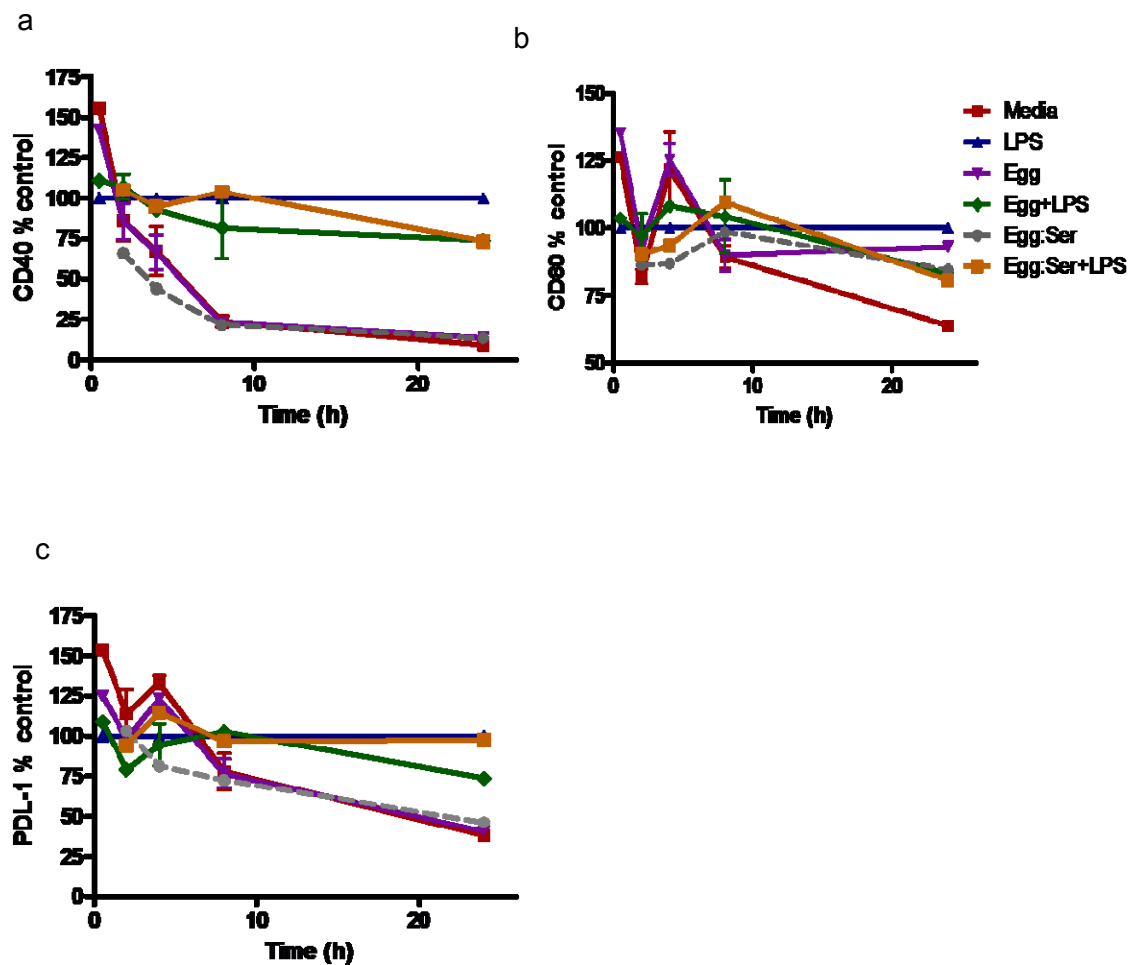 a
175
150
125
100
75
50
25
0
CD40 % control
0 10 20
Time (h)
b
150
125
100
75
50
CD80 % control
0 10 20
Time (h)
Media
LPS
Egg
Egg+LPS
Egg:Ser
Egg:Ser+LPS
c
175
150
125
100
75
50
25
0
PDL-1 % control
0 10 20
Time (h)